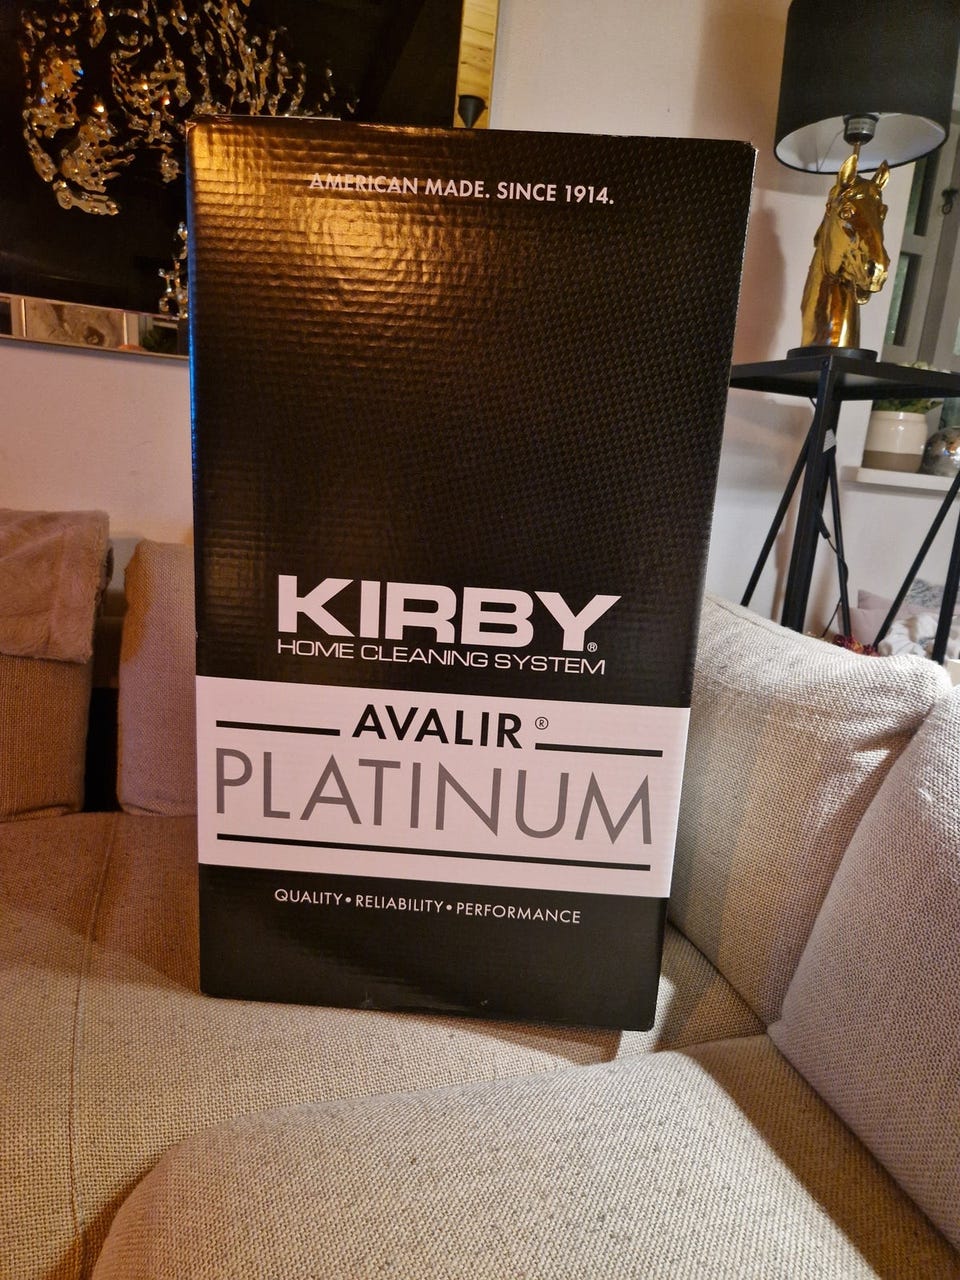 AMERICAN MADE. SINCE 1914.
KIRBY®
HOME CLEANING SYSTEM
AVALIR®
PLATINUM
QUALITY•RELIABILITY•PERFORMANCE